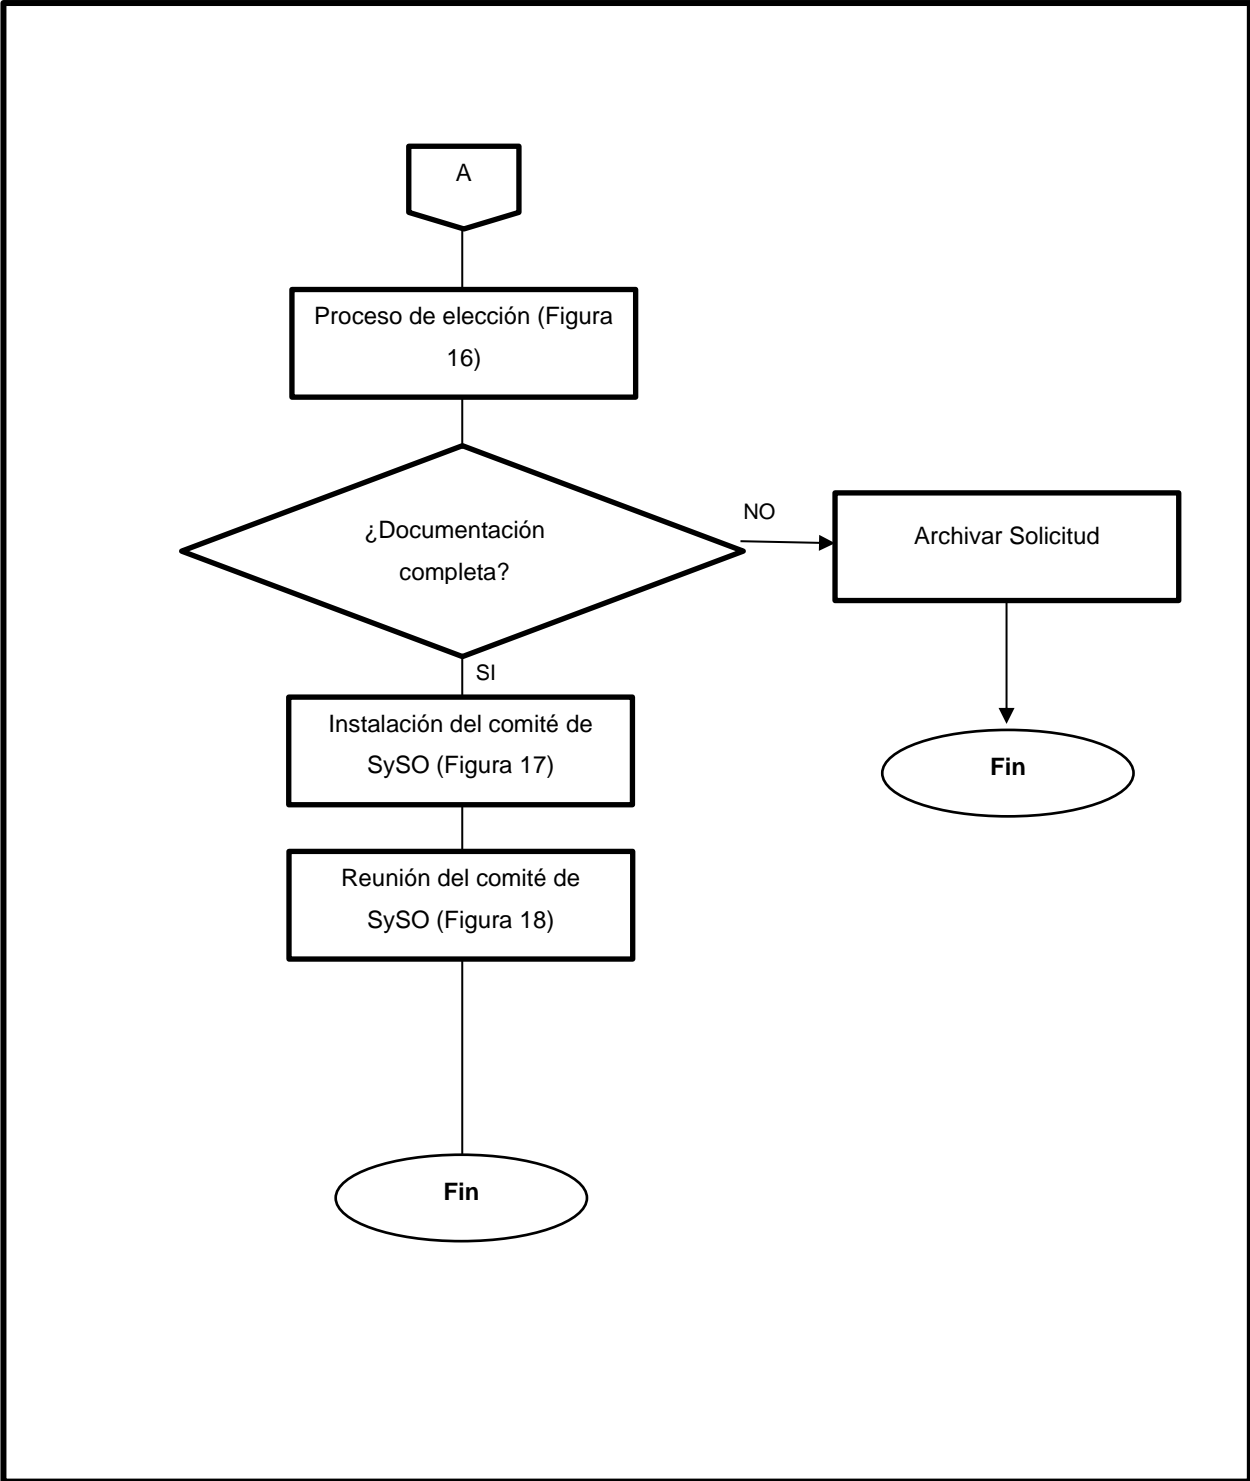 A
Proceso de elección (Figura
16)
¿Documentación
completa?
NO
Archivar Solicitud
SI
Instalación del comité de
SySO (Figura 17)
Fin
Reunión del comité de
SySO (Figura 18)
Fin